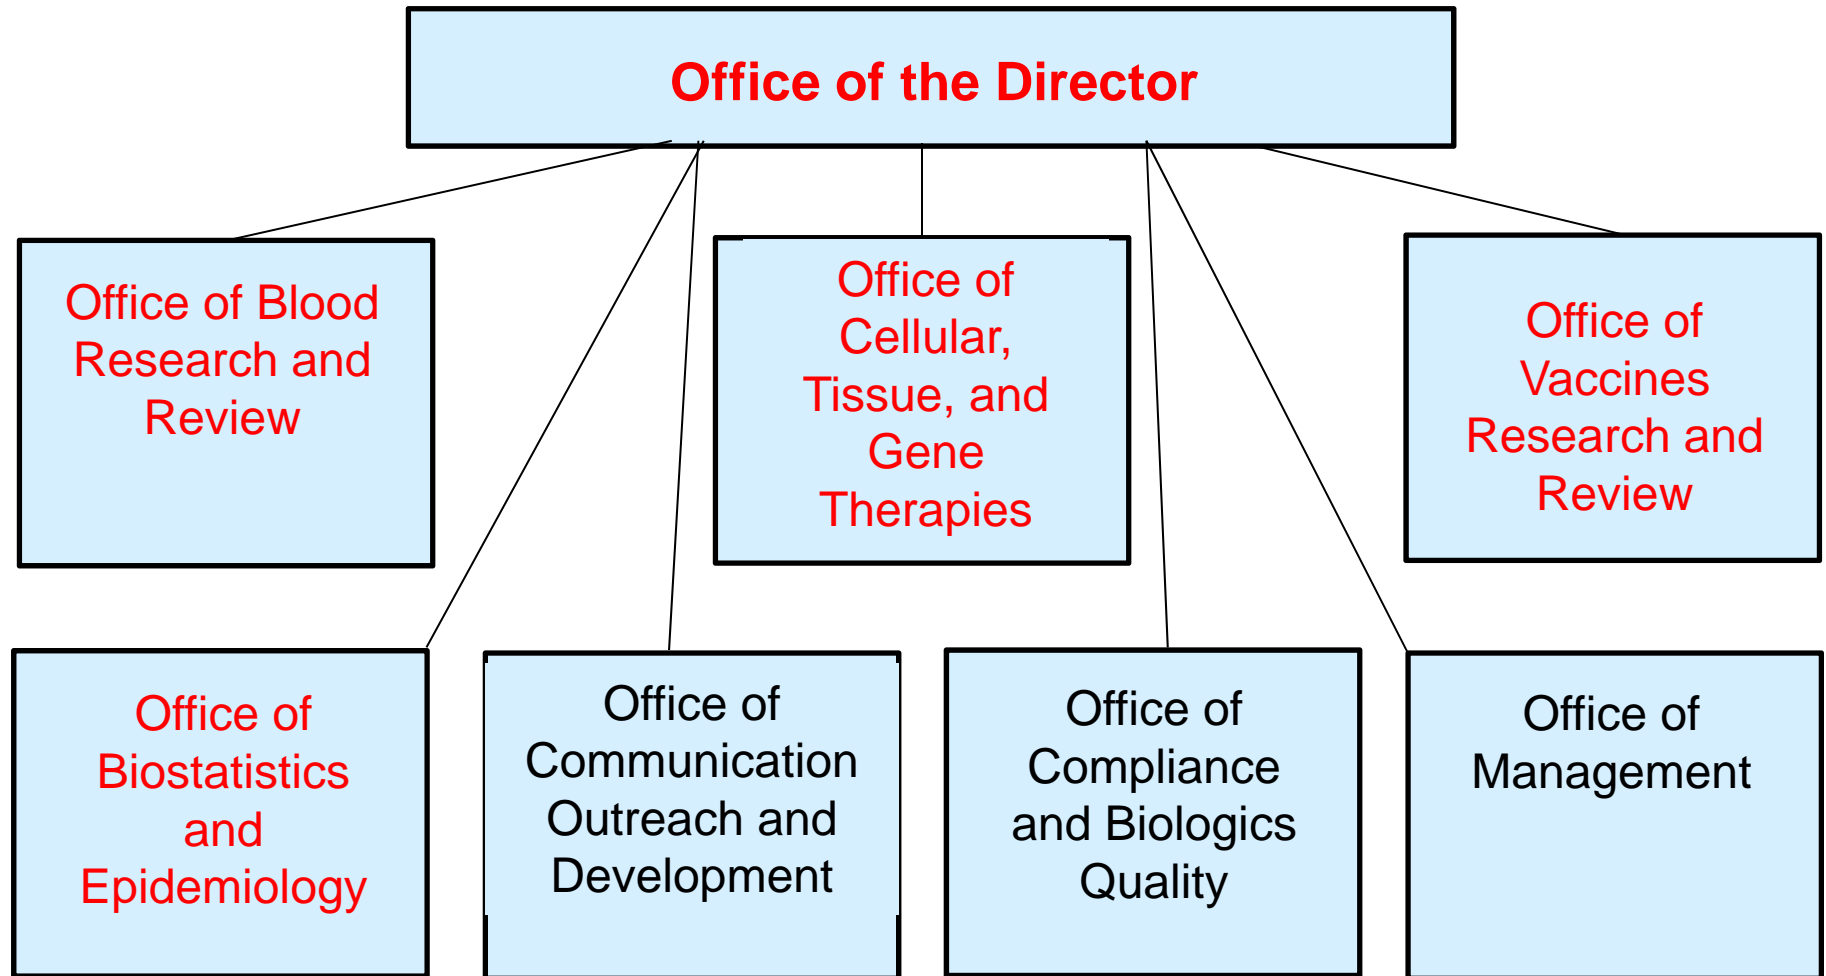 Office of the Director
Office of Blood
Research and
Review
Office of
Cellular,
Tissue, and
Gene
Therapies
Office of
Vaccines
Research and
Review
Office of
Biostatistics
and
Epidemiology
Office of
Communication
Outreach and
Development
Office of
Compliance
and Biologics
Quality
Office of
Management